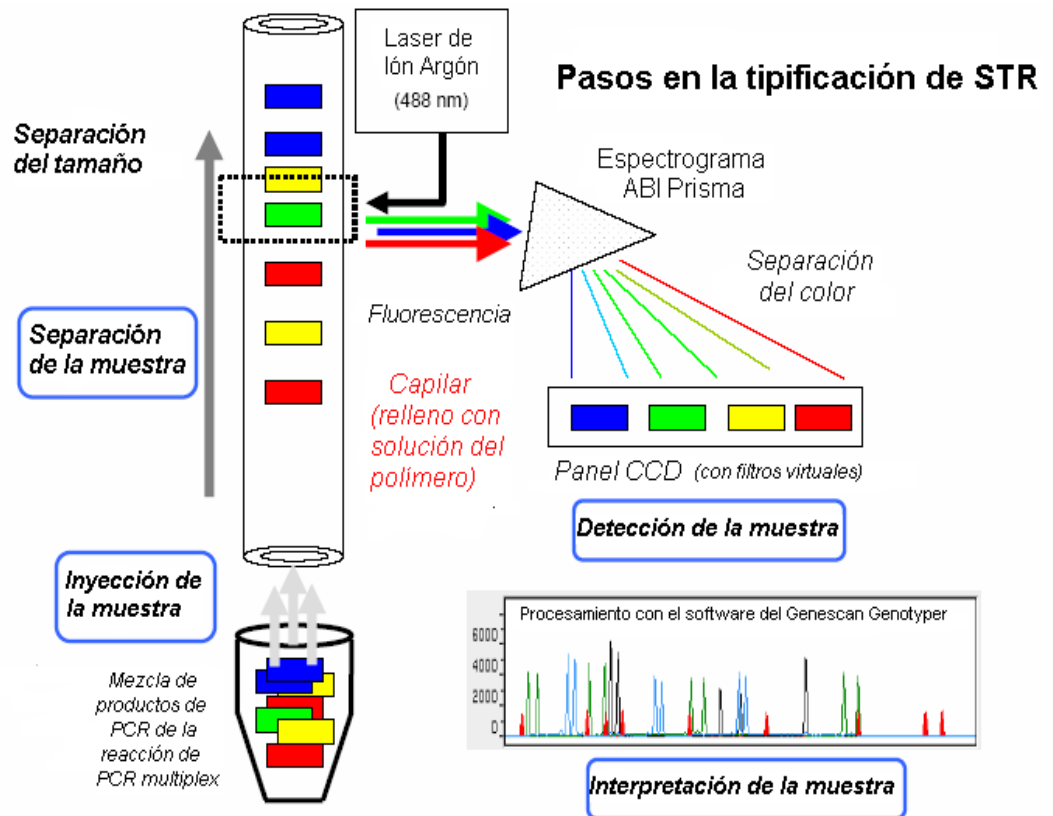 Pasos en la tipificación de STR
Laser de
Ión Argón
(488 nm)
Separación
del tamaño
Espectrograma
ABI Prisma
Separación
del color
Fluorescencia
Separación
de la muestra
Capilar
(relleno con
solución del
polímero)
Panel CCD (con filtros virtuales)
Detección de la muestra
Inyección de
la muestra
Mezcla de
productos de
PCR de la
reacción de
PCR multiplex
Procesamiento con el software del Genescan Genotyper
6000
4000
2000
0
Interpretación de la muestra